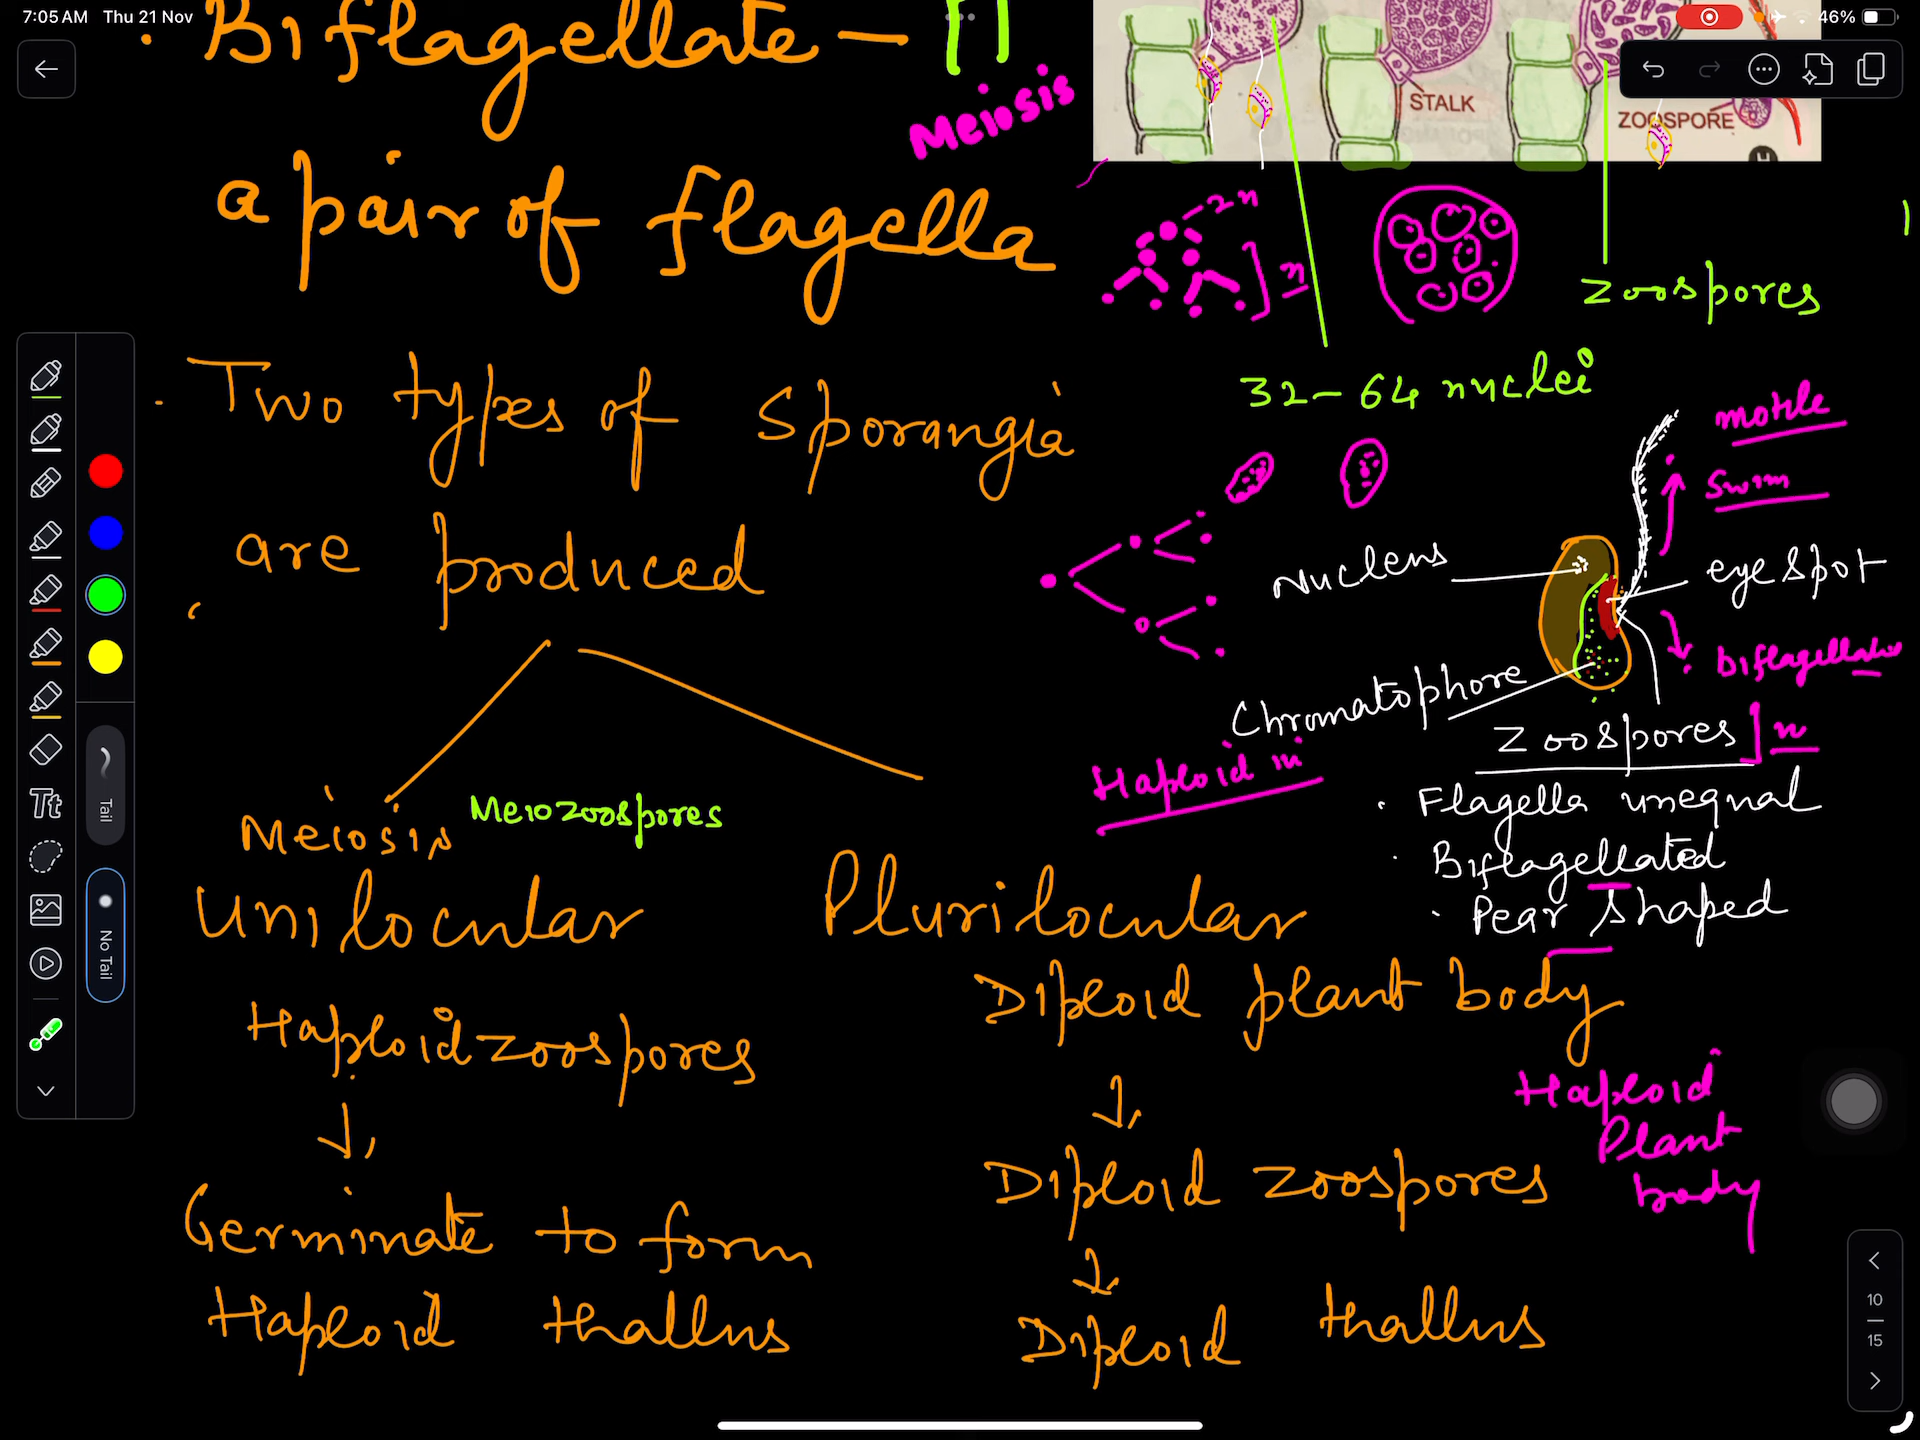 7:05 AM Thu 21 Nov
46%
· Biflagellate –
a pair of flagella
Meiosis
STALK
ZOOSPORE
2n
n
Zoospores
32-64 nuclei
· Two types of Sporangia
are produced
motile
Swim
Nucleus
eye spot
Biflagellate
Chromatophore
Zoospores] n
Haploid n
· Flagella unequal
· Biflagellated
· Pear shaped
Meiosis
Meiozoospores
Unilocular
Plurilocular
Haploid zoospores
Diploid plant body
Haploid
Plant
body
Diploid zoospores
Germinate to form
Haploid thallus
Diploid thallus
Tt
Tail
No Tail
10
15